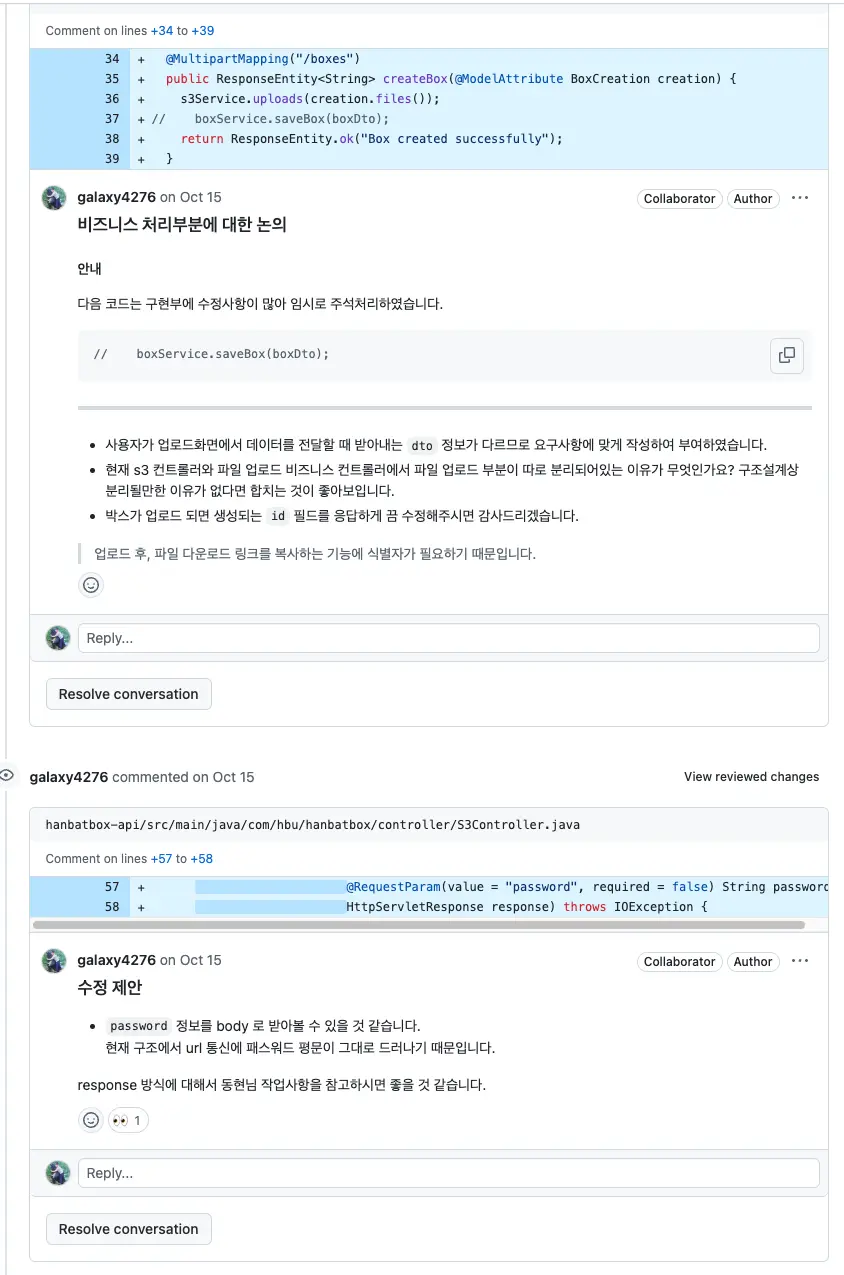 Comment on lines +34 to +39
34 + @MultipartMapping("/boxes")
35 + public ResponseEntity<String> createBox(@ModelAttribute BoxCreation creation) {
36 + s3Service.uploads(creation.files());
37 + // boxService.saveBox(boxDto);
38 + return ResponseEntity.ok("Box created successfully");
39 + }
galaxy4276 on Oct 15 Collaborator Author ...
비즈니스 처리부분에 대한 논의
안내
다음 코드는 구현부에 수정사항이 많아 임시로 주석처리하였습니다.
// boxService.saveBox(boxDto);
• 사용자가 업로드화면에서 데이터를 전달할 때 받아내는 dto 정보가 다르므로 요구사항에 맞게 작성하여 부여하였습니다.
• 현재 s3 컨트롤러와 파일 업로드 비즈니스 컨트롤러에서 파일 업로드 부분이 따로 분리되어있는 이유가 무엇인가요? 구조설계상
분리될만한 이유가 없다면 합치는 것이 좋아보입니다.
• 박스가 업로드 되면 생성되는 id 필드를 응답하게 끔 수정해주시면 감사드리겠습니다.
업로드 후, 파일 다운로드 링크를 복사하는 기능에 식별자가 필요하기 때문입니다.
Reply...
Resolve conversation
galaxy4276 commented on Oct 15 View reviewed changes
hanbatbox-api/src/main/java/com/hbu/hanbatbox/controller/S3Controller.java
Comment on lines +57 to +58
57 + @RequestParam(value = "password", required = false) String password
58 + HttpServletResponse response) throws IOException {
galaxy4276 on Oct 15 Collaborator Author ...
수정 제안
• password 정보를 body 로 받아볼 수 있을 것 같습니다.
현재 구조에서 url 통신에 패스워드 평문이 그대로 드러나기 때문입니다.
response 방식에 대해서 동현님 작업사항을 참고하시면 좋을 것 같습니다.
👀 1
Reply...
Resolve conversation